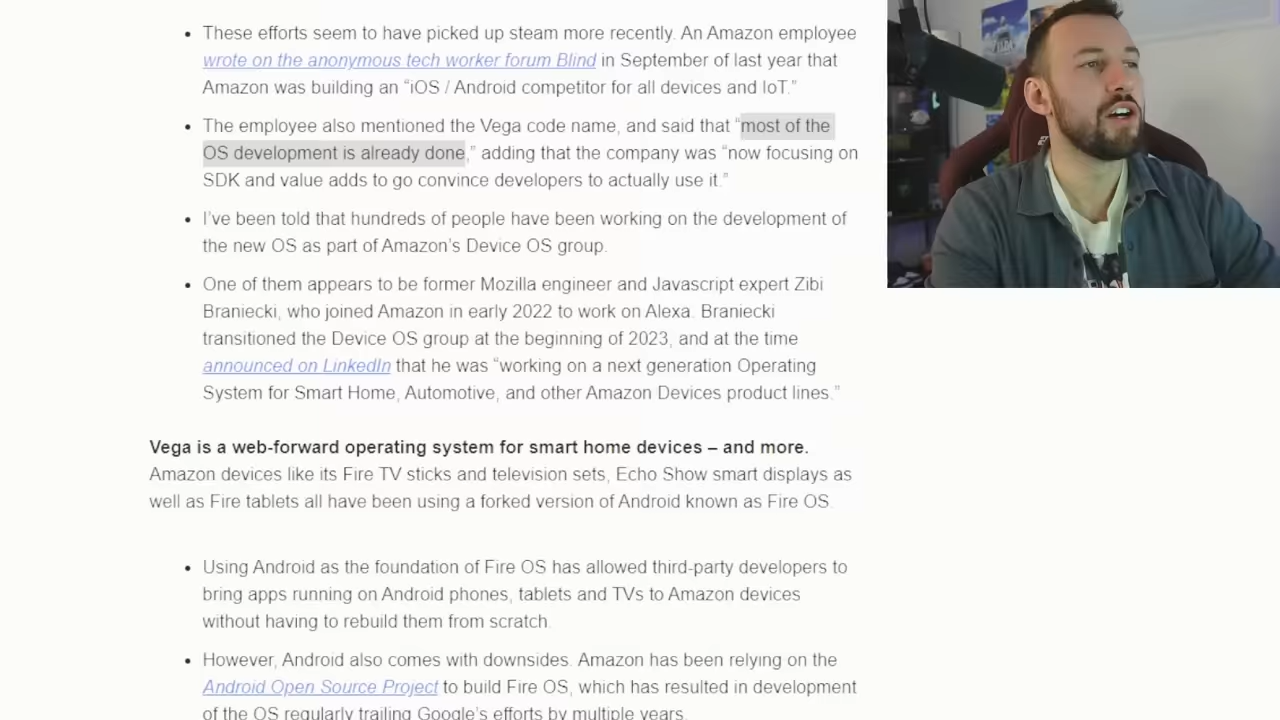 These efforts seem to have picked up steam more recently. An Amazon employee
wrote on the anonymous tech worker forum Blind in September of last year that
Amazon was building an “iOS / Android competitor for all devices and IoT.”
The employee also mentioned the Vega code name, and said that “most of the
OS development is already done,” adding that the company was “now focusing on
SDK and value adds to go convince developers to actually use it.”
I’ve been told that hundreds of people have been working on the development of
the new OS as part of Amazon’s Device OS group.
One of them appears to be former Mozilla engineer and Javascript expert Zibi
Braniecki, who joined Amazon in early 2022 to work on Alexa. Braniecki
transitioned the Device OS group at the beginning of 2023, and at the time
announced on LinkedIn that he was “working on a next generation Operating
System for Smart Home, Automotive, and other Amazon Devices product lines.”
Vega is a web-forward operating system for smart home devices – and more.
Amazon devices like its Fire TV sticks and television sets, Echo Show smart displays as
well as Fire tablets all have been using a forked version of Android known as Fire OS.
Using Android as the foundation of Fire OS has allowed third-party developers to
bring apps running on Android phones, tablets and TVs to Amazon devices
without having to rebuild them from scratch.
However, Android also comes with downsides. Amazon has been relying on the
Android Open Source Project to build Fire OS, which has resulted in development
of the OS regularly trailing Google’s efforts by multiple years.